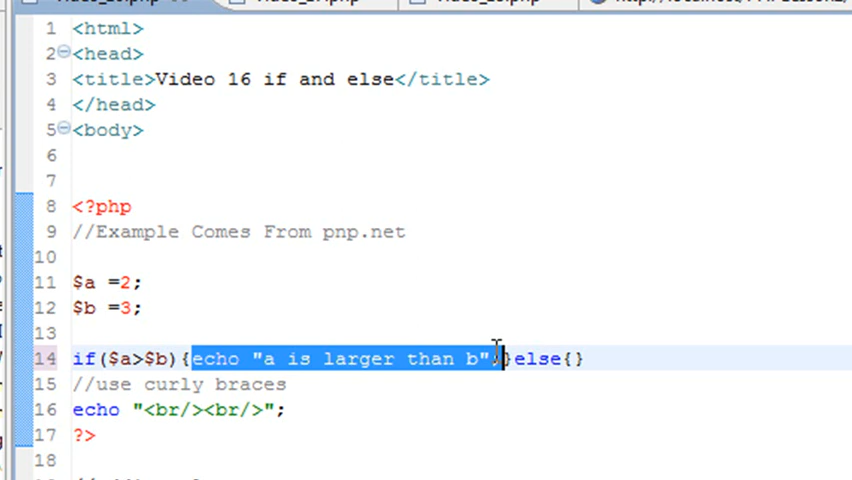 1 <html>
2 <head>
3 <title>Video 16 if and else</title>
4 </head>
5 <body>
6
7
8 <?php
9 //Example Comes From pnp.net
10
11 $a =2;
12 $b =3;
13
14 if($a>$b){echo "a is larger than b";}else{}
15 //use curly braces
16 echo "<br/><br/>";
17 ?>
18